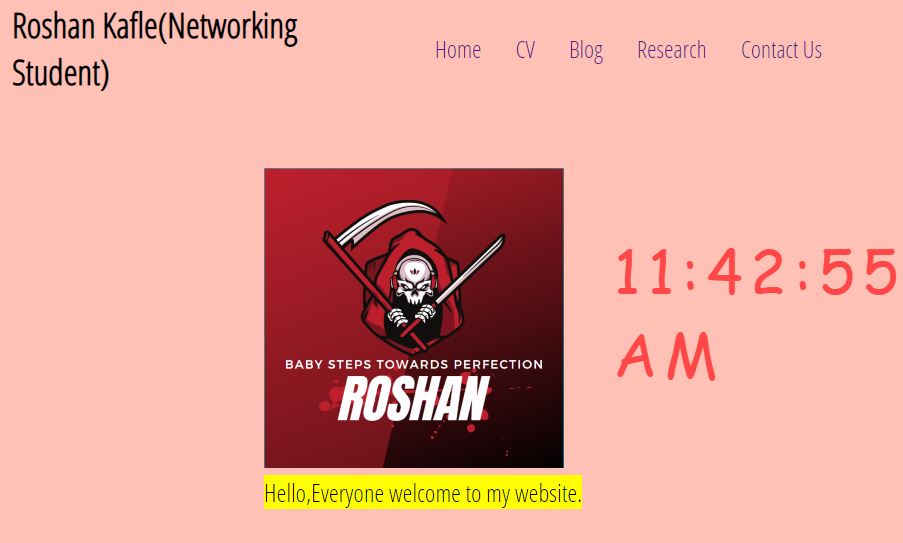 Roshan Kafle(Networking
Student)
Home CV Blog Research Contact Us
BABY STEPS TOWARDS PERFECTION
ROSHAN
11:42:55
AM
Hello,Everyone welcome to my website.